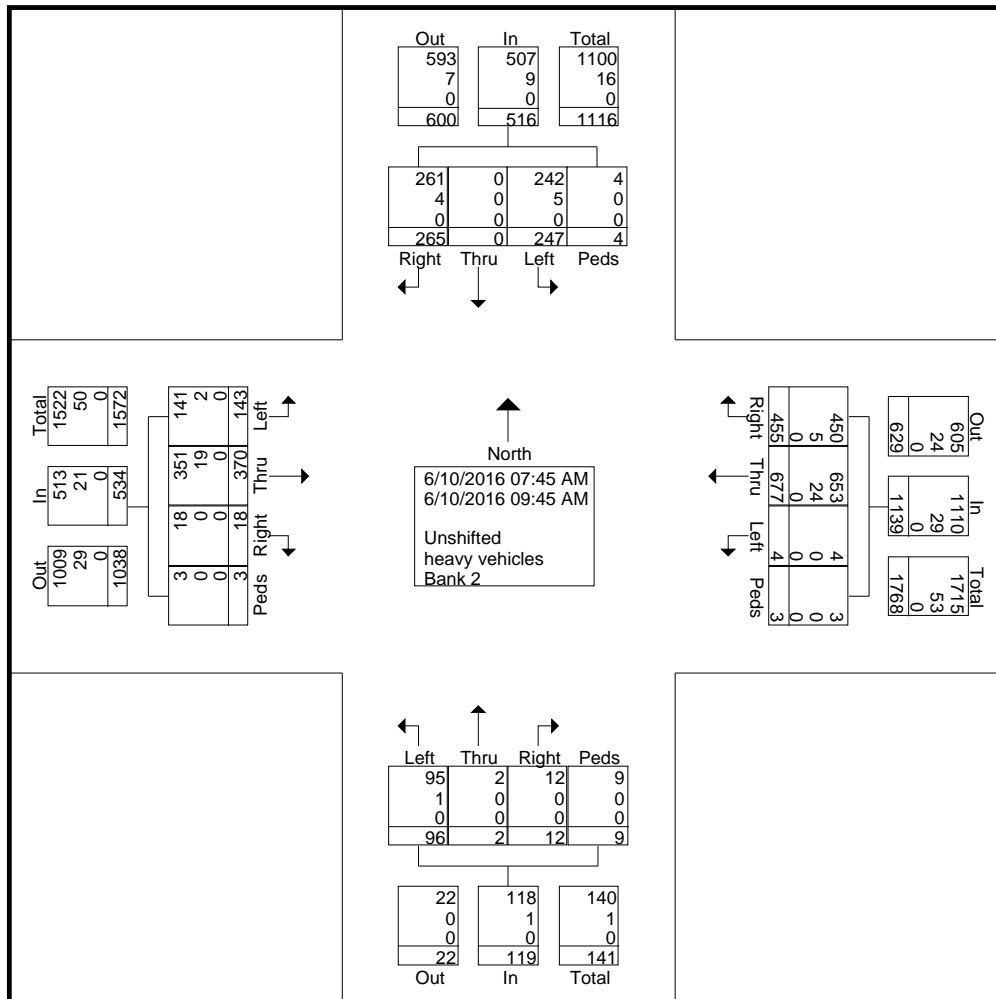 Out In Total
593 507 1100
7 9 16
0 0 0
600 516 1116
261 0 242 4
4 0 5 0
0 0 0 0
265 0 247 4
Right Thru Left Peds
Total
1522 50 0 1572
In
513 21 0 534
Out
1009 29 0 1038
Left
141 2 0 143
Thru
351 19 0 370
Right
18 0 0 18
Peds
3 0 0 3
North
6/10/2016 07:45 AM
6/10/2016 09:45 AM
Unshifted
heavy vehicles
Bank 2
Right
450 5 0 455
Thru
653 24 0 677
Left
4 0 0 4
Peds
3 0 0 3
Out
605 24 0 629
In
1110 29 0 1139
Total
1715 53 0 1768
Left Thru Right Peds
95 2 12 9
1 0 0 0
0 0 0 0
96 2 12 9
22 118 140
0 1 1
0 0 0
22 119 141
Out In Total